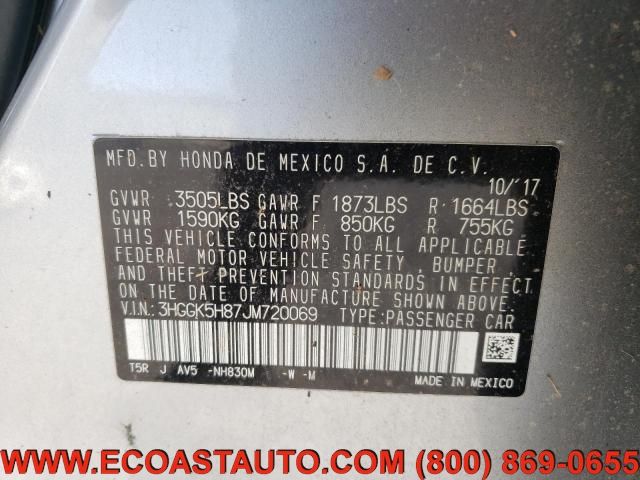 MFD. BY HONDA DE MEXICO S.A. DE C.V.
10/'17
GVWR 3505LBS GAWR F 1873LBS R 1664LBS
GVWR 1590KG GAWR F 850KG R 755KG
THIS VEHICLE CONFORMS TO ALL APPLICABLE
FEDERAL MOTOR VEHICLE SAFETY, BUMPER,
AND THEFT PREVENTION STANDARDS IN EFFECT
ON THE DATE OF MANUFACTURE SHOWN ABOVE.
V.I.N.: 3HGGK5H87JM720069 TYPE: PASSENGER CAR
T5R J AV5 -NH830M -W -M
MADE IN MEXICO
WWW.ECOASTAUTO.COM (800) 869-0655